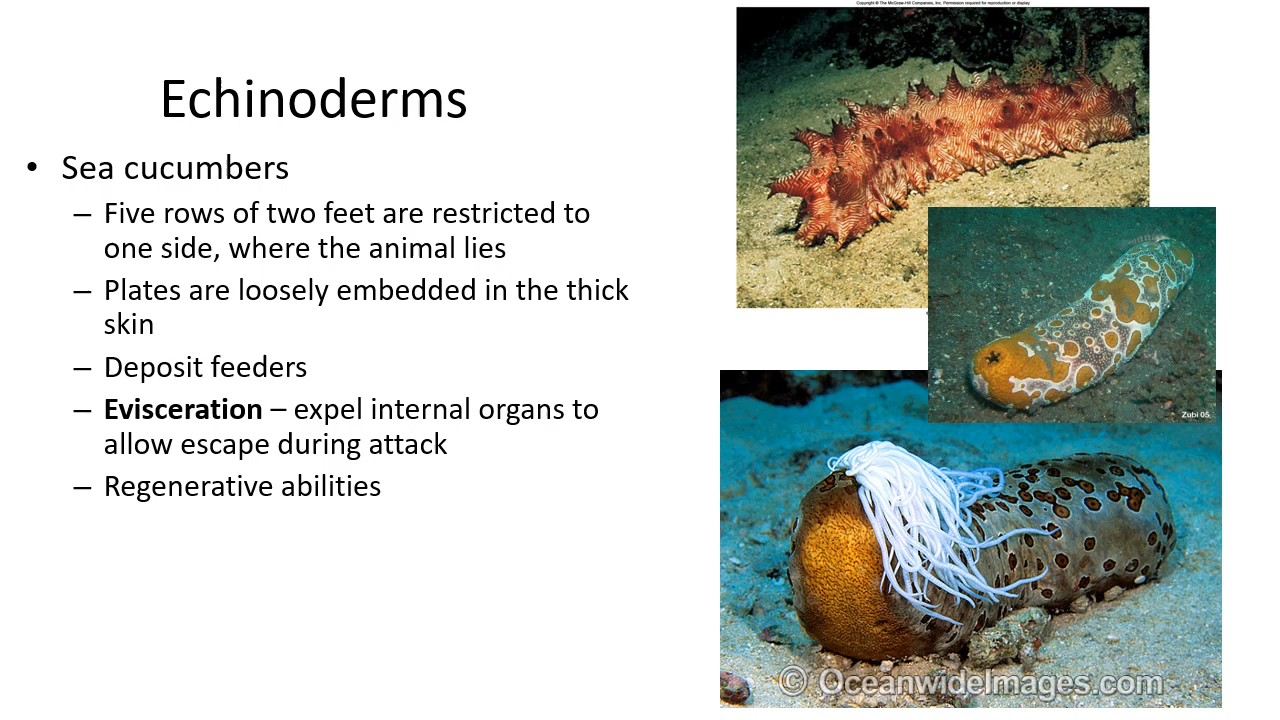 Copyright © The McGraw-Hill Companies, Inc. Permission required for reproduction or display.
Echinoderms
• Sea cucumbers
– Five rows of two feet are restricted to
one side, where the animal lies
– Plates are loosely embedded in the thick
skin
– Deposit feeders
– Evisceration – expel internal organs to
allow escape during attack
– Regenerative abilities
Zubi 05
© OceanwideImages.com